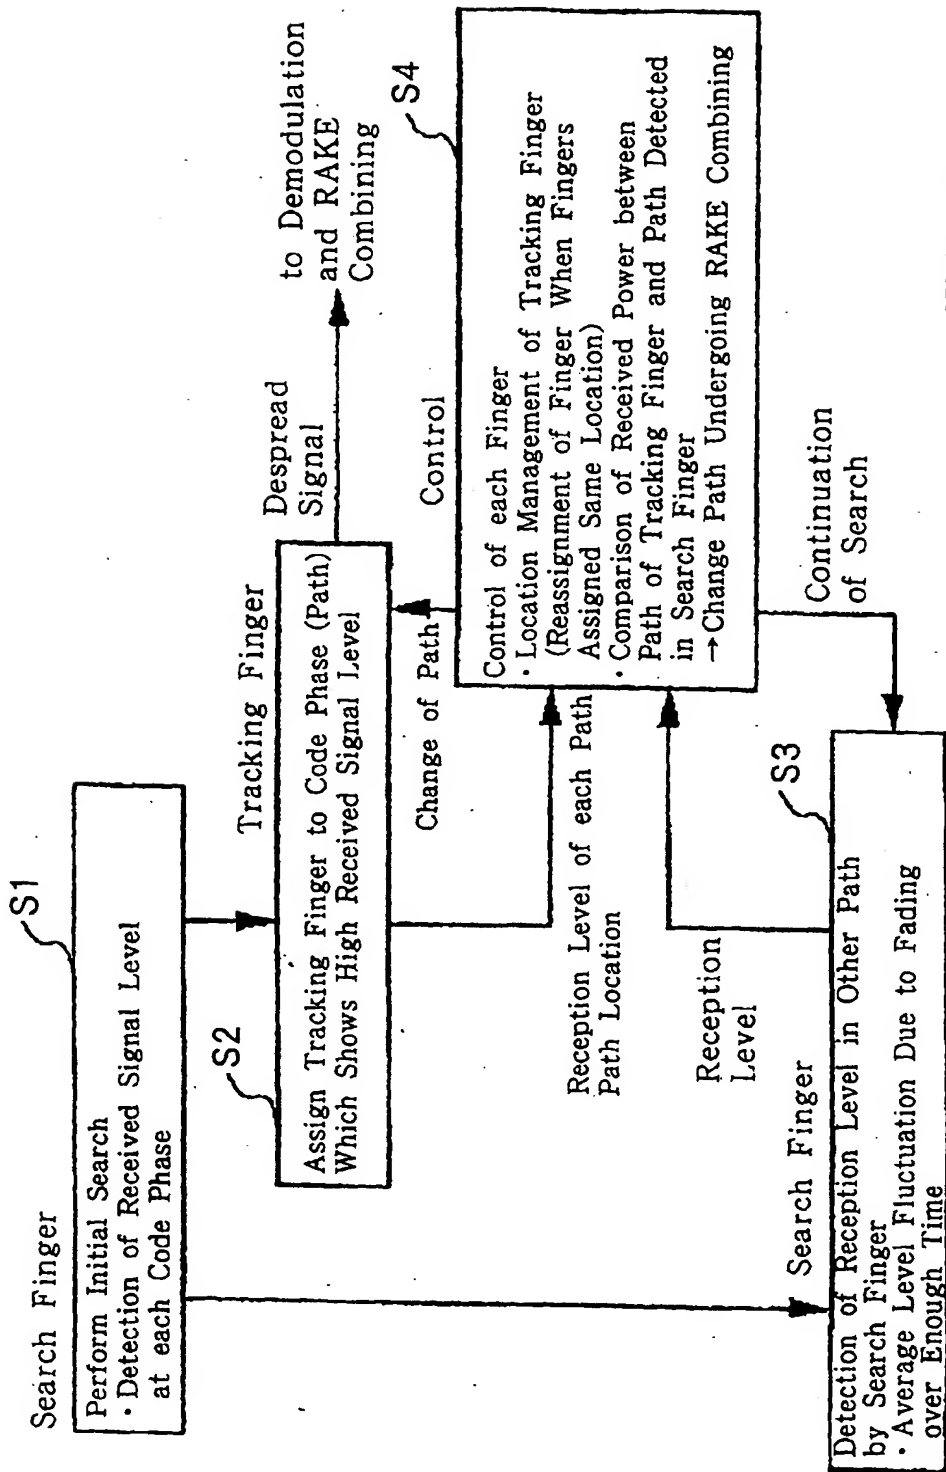 Search Finger
S1
Perform Initial Search
・Detection of Received Signal Level
at each Code Phase
Tracking Finger
S2
Assign Tracking Finger to Code Phase (Path)
Which Shows High Received Signal Level
Despread
Signal
to Demodulation
and RAKE
Combining
Change of Path
Control
S4
Control of each Finger
・Location Management of Tracking Finger
(Reassignment of Finger When Fingers
Assigned Same Location)
・Comparison of Received Power between
Path of Tracking Finger and Path Detected
in Search Finger
→Change Path Undergoing RAKE Combining
Reception Level of each Path
Path Location
Reception
Level
Continuation
of Search
Search Finger
S3
Detection of Reception Level in Other Path
by Search Finger
・Average Level Fluctuation Due to Fading
over Enough Time